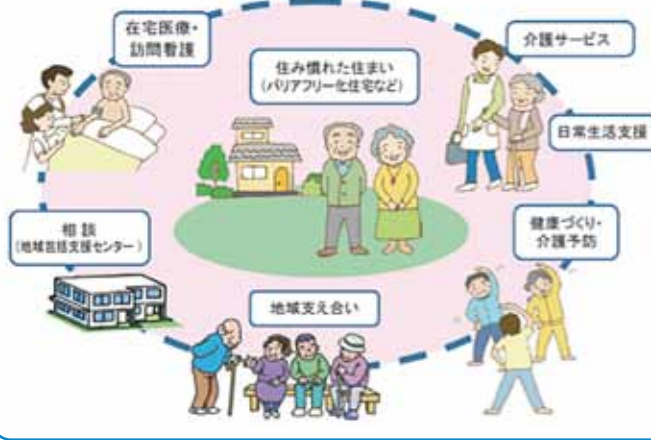 在宅医療・
訪問看護
住み慣れた住まい
(バリアフリー化住宅など)
介護サービス
日常生活支援
相談
(地域包括支援センター)
健康づくり・
介護予防
地域支え合い